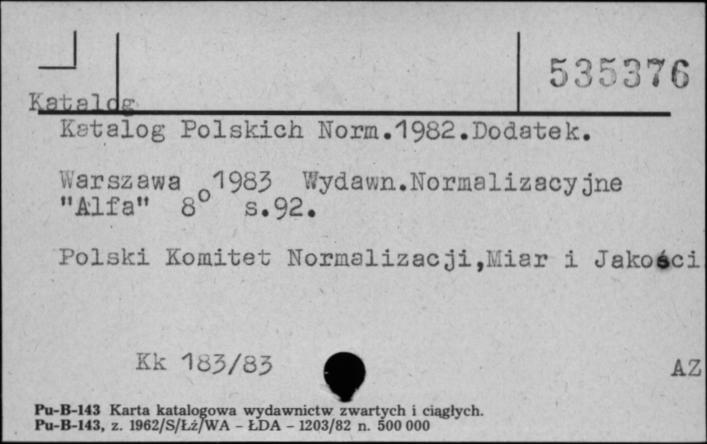 535376
Katalog
Katalog Polskich Norm.1982.Dodatek.
Warszawa 1983 Wydawn.Normalizacyjne
"Alfa" 8⁰ s.92.
Polski Komitet Normalizacji,Miar i Jakości
Kk 183/83
AZ
Pu-B-143 Karta katalogowa wydawnictw zwartych i ciągłych.
Pu-B-143, z. 1962/S/Łż/WA - ŁDA - 1203/82 n. 500 000